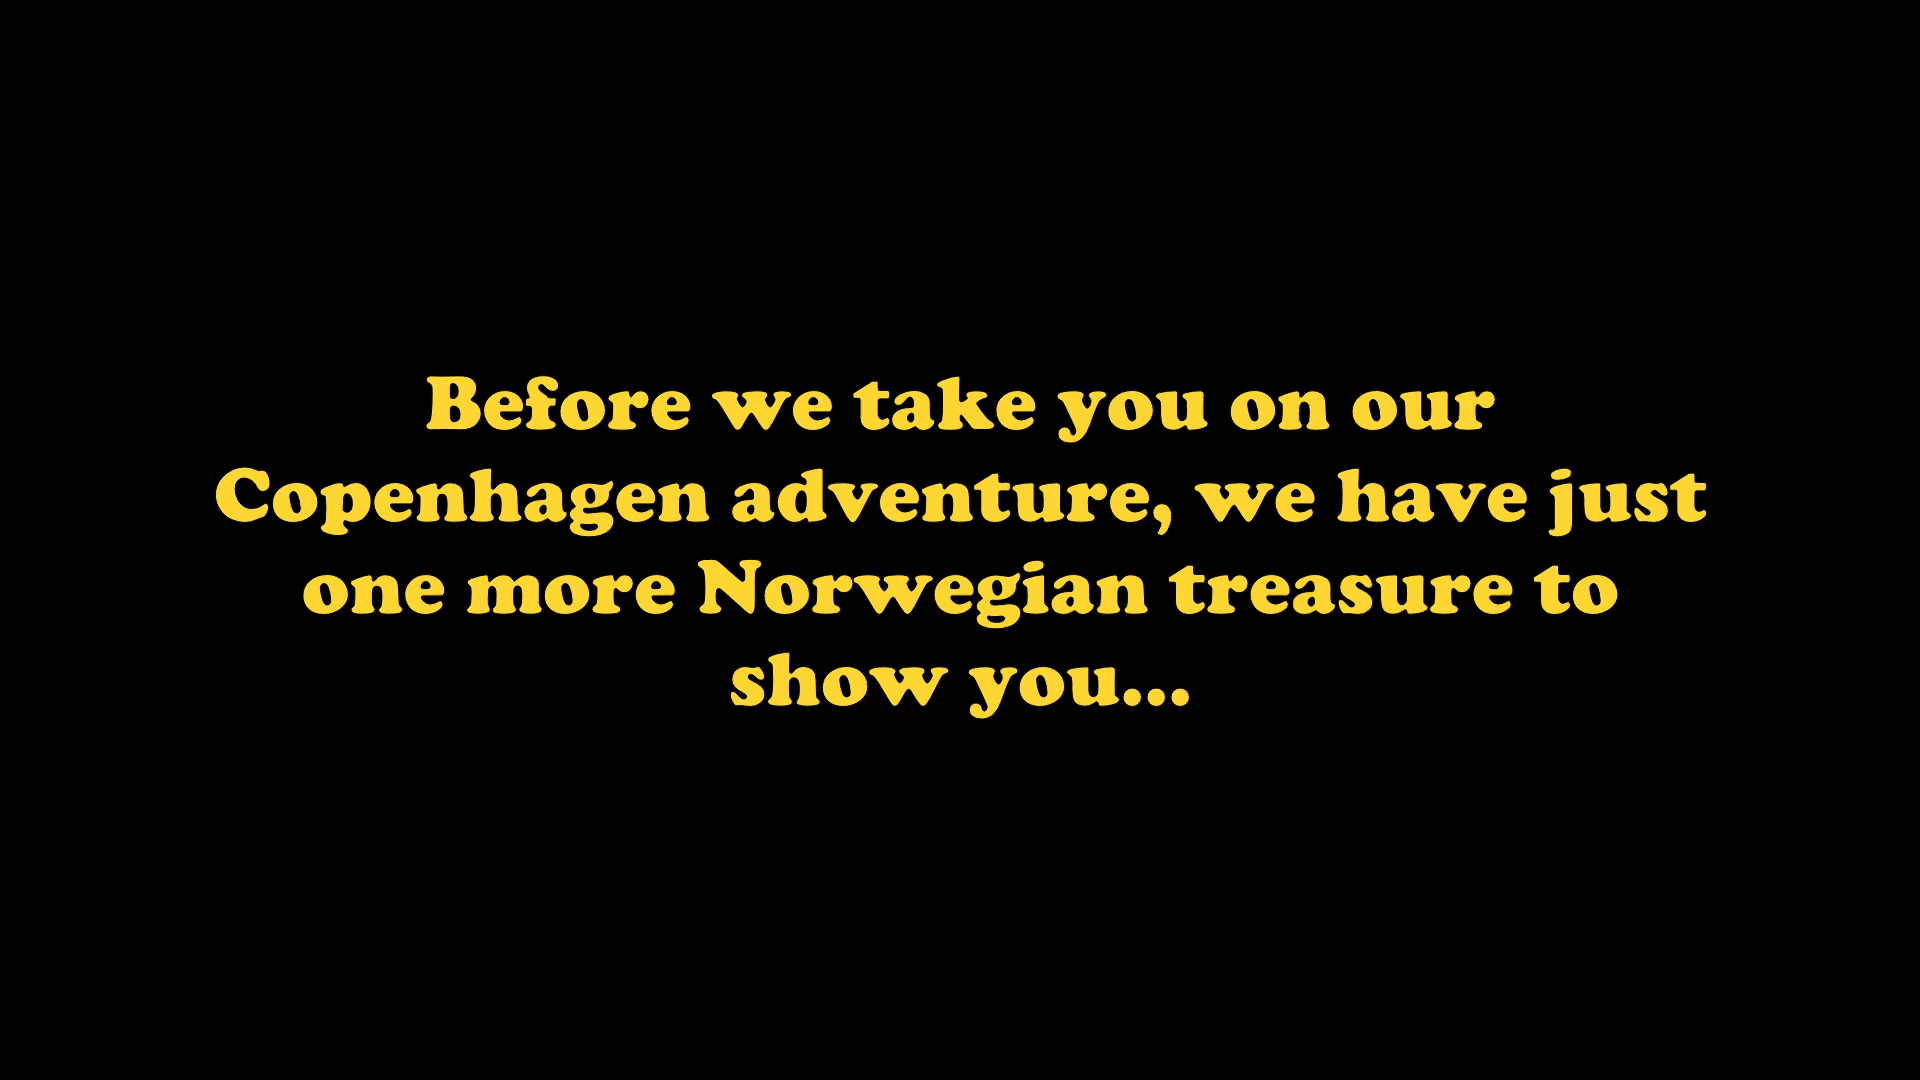 Before we take you on our
Copenhagen adventure, we have just
one more Norwegian treasure to
show you...